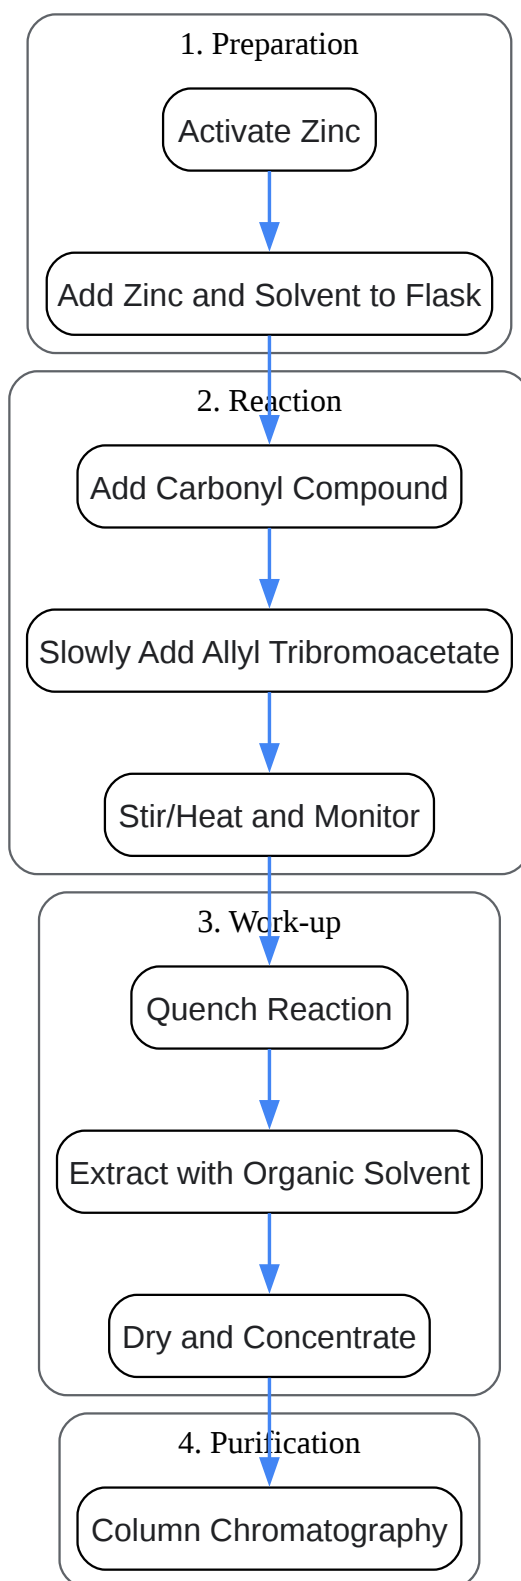 1. Preparation
Activate Zinc
Add Zinc and Solvent to Flask
2. Reaction
Add Carbonyl Compound
Slowly Add Allyl Tribromoacetate
Stir/Heat and Monitor
3. Work-up
Quench Reaction
Extract with Organic Solvent
Dry and Concentrate
4. Purification
Column Chromatography